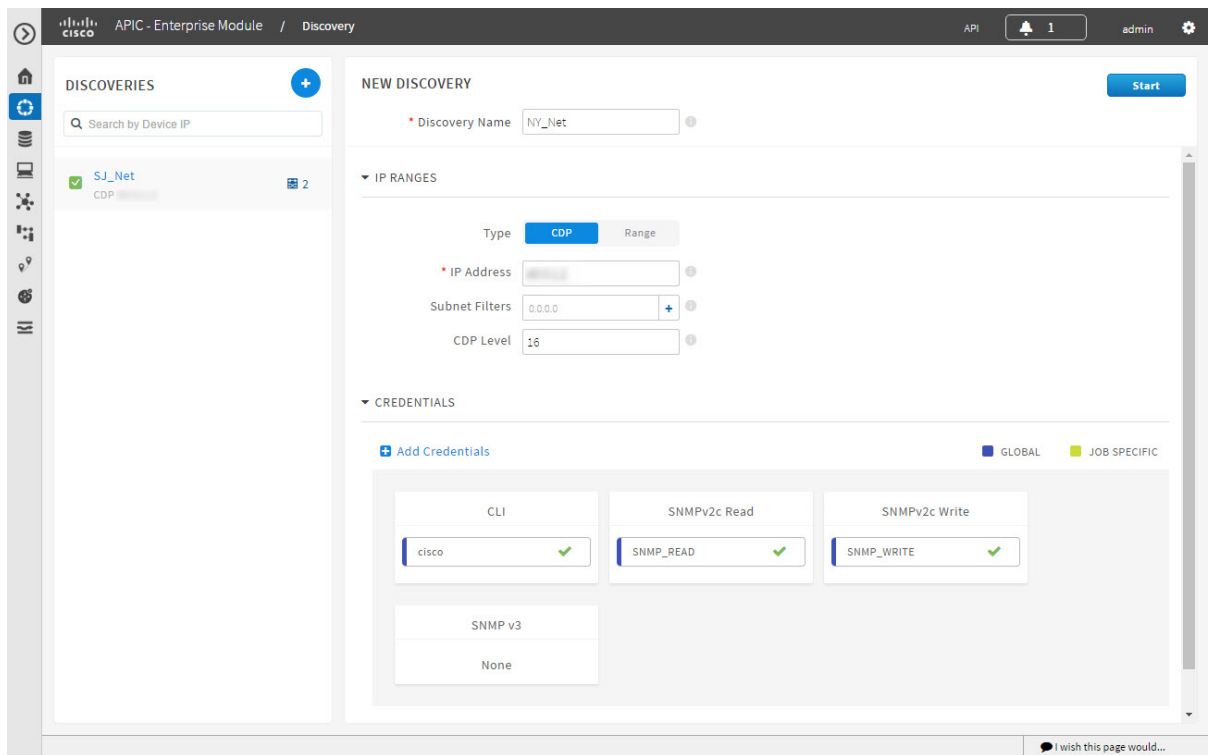 CISCO APIC - Enterprise Module / Discovery API 1 admin
DISCOVERIES
Search by Device IP
SJ_Net
2
CDP
NEW DISCOVERY
Start
* Discovery Name NY_Net
IP RANGES
Type CDP Range
* IP Address
Subnet Filters 0.0.0.0 +
CDP Level 16
CREDENTIALS
Add Credentials
GLOBAL JOB SPECIFIC
CLI SNMPv2c Read SNMPv2c Write
cisco SNMP_READ SNMP_WRITE
SNMP v3
None
I wish this page would...